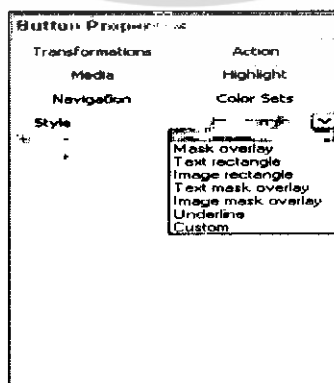 Button
Transformations Action
Media Highlight
Navigation Color Sets
Style
Mask overlay
Text rectangle
Image rectangle
Text mask overlay
Image mask overlay
Underline
Custom